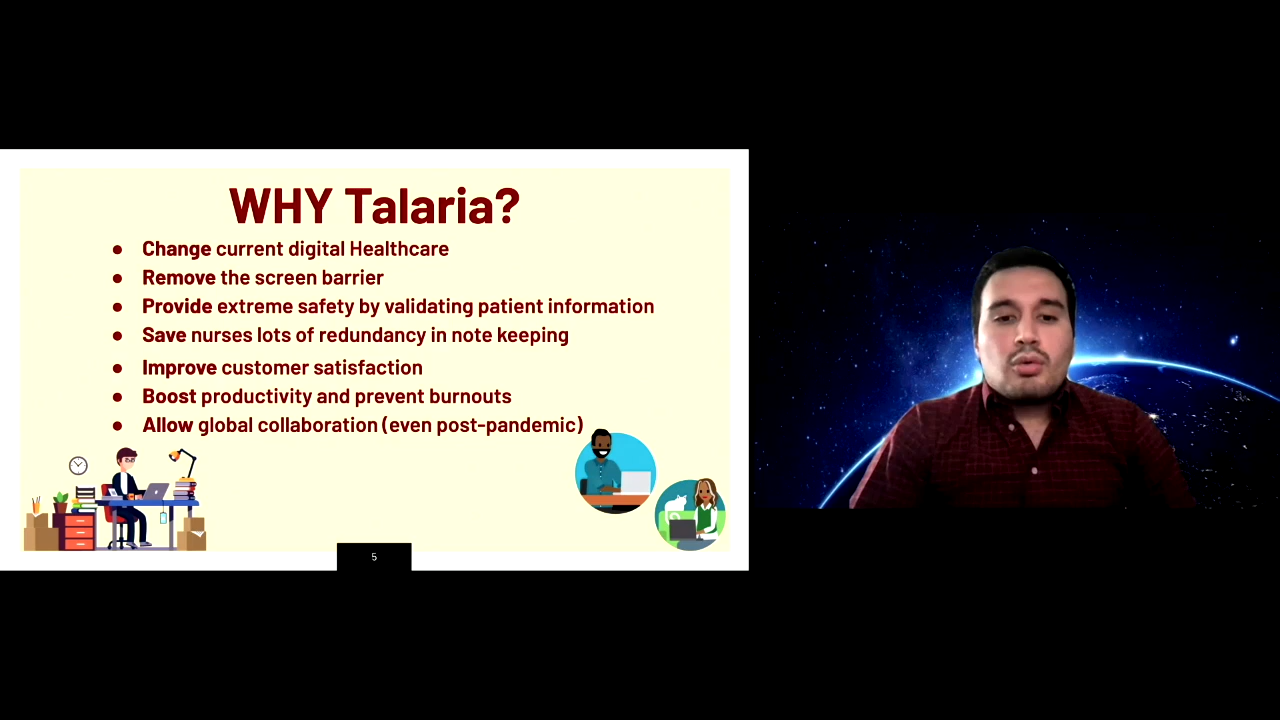 WHY Talaria?
● Change current digital Healthcare
● Remove the screen barrier
● Provide extreme safety by validating patient information
● Save nurses lots of redundancy in note keeping
● Improve customer satisfaction
● Boost productivity and prevent burnouts
● Allow global collaboration (even post-pandemic)
5